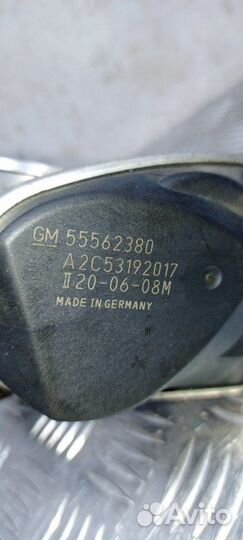 GM 55562380
A2C53192017
II 20-06-08M
MADE IN GERMANY
Avito